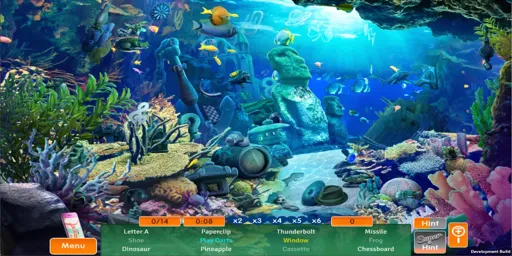 0/14 0:08 x2 x3 x4 x5 x6 0
Letter A Paperclip Thunderbolt Missile
Shoe Play Cards Window Frog
Dinosaur Pineapple Cassette Chessboard
Menu
Hint
Super
Hint
Development Build